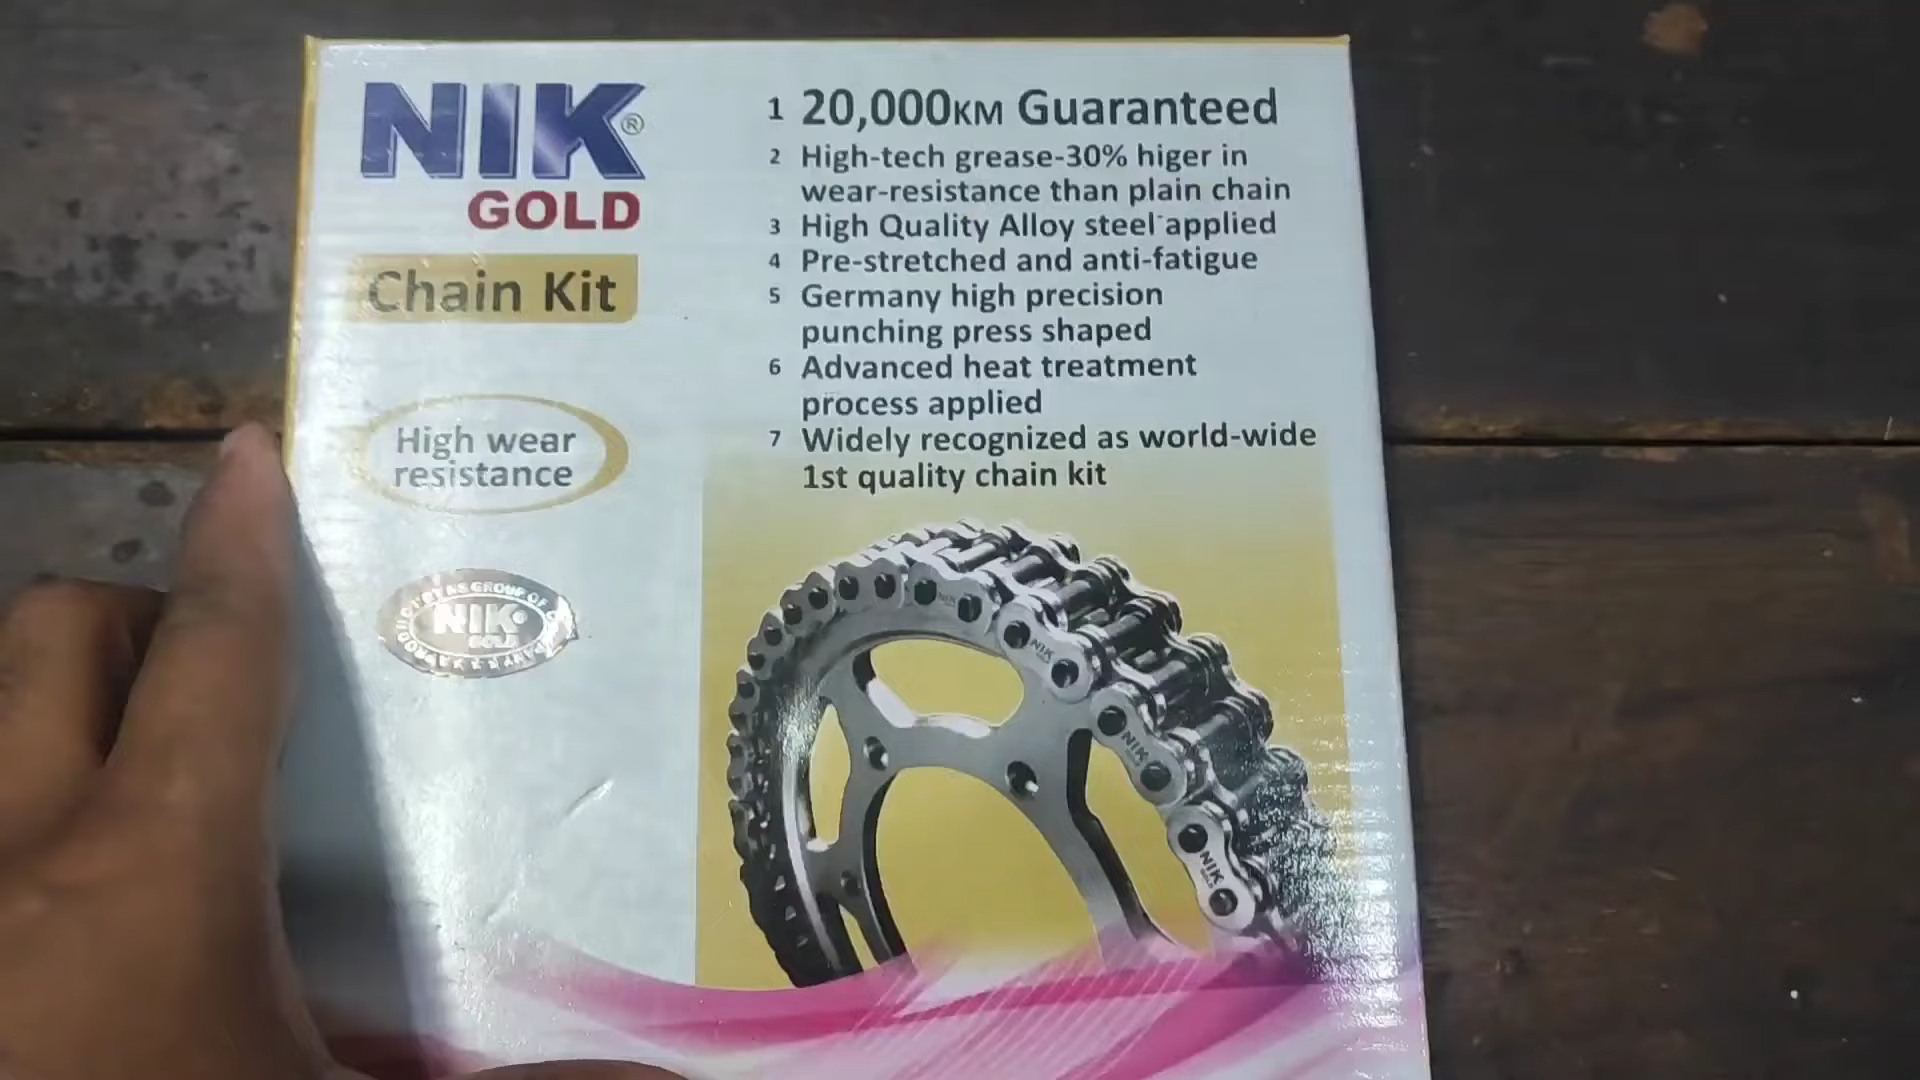 NIK®
GOLD
Chain Kit
High wear
resistance
NIK
GOLD
1 20,000KM Guaranteed
2 High-tech grease-30% higer in
wear-resistance than plain chain
3 High Quality Alloy steel applied
4 Pre-stretched and anti-fatigue
5 Germany high precision
punching press shaped
6 Advanced heat treatment
process applied
7 Widely recognized as world-wide
1st quality chain kit
NIK
NIK
NIK
GOLD